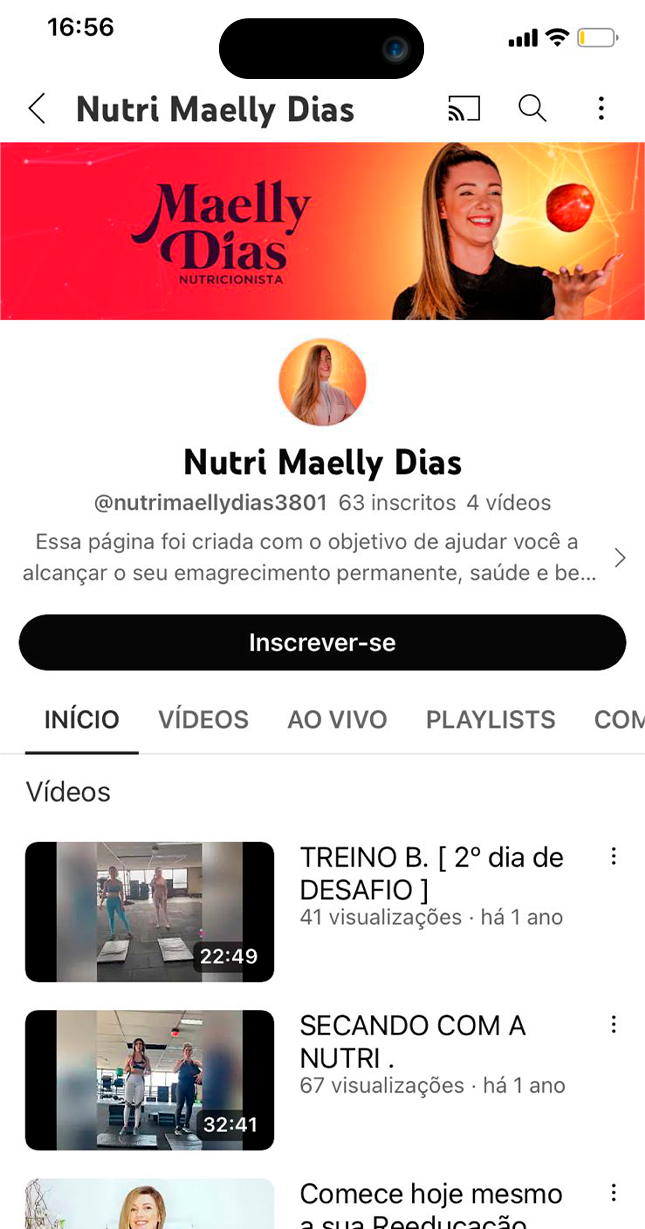 16:56
Nutri Maelly Dias
Maelly
Dias
NUTRICIONISTA
Nutri Maelly Dias
@nutrimaellydias3801 63 inscritos 4 vídeos
Essa página foi criada com o objetivo de ajudar você a
alcançar o seu emagrecimento permanente, saúde e be...
Inscrever-se
INÍCIO VÍDEOS AO VIVO PLAYLISTS COM
Vídeos
TREINO B. [ 2º dia de
DESAFIO ]
41 visualizações · há 1 ano
22:49
SECANDO COM A
NUTRI .
67 visualizações · há 1 ano
32:41
Comece hoje mesmo
a sua Reeducação